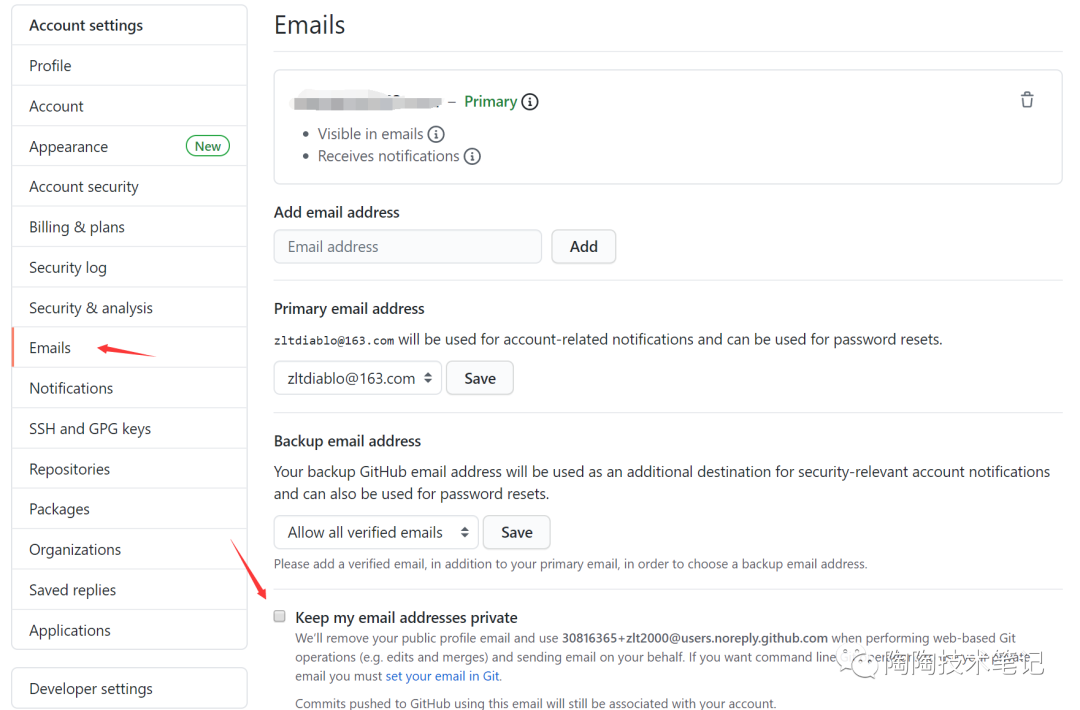 Account settings
Profile
Account
Appearance New
Account security
Billing & plans
Security log
Security & analysis
Emails
Notifications
SSH and GPG keys
Repositories
Packages
Organizations
Saved replies
Applications
Developer settings
Emails
– Primary
Visible in emails
Receives notifications
Add email address
Email address Add
Primary email address
zltdiablo@163.com will be used for account-related notifications and can be used for password resets.
zltdiablo@163.com Save
Backup email address
Your backup GitHub email address will be used as an additional destination for security-relevant account notifications
and can also be used for password resets.
Allow all verified emails Save
Please add a verified email, in addition to your primary email, in order to choose a backup email address.
Keep my email addresses private
We'll remove your public profile email and use 30816365+zlt2000@users.noreply.github.com when performing web-based Git
operations (e.g. edits and merges) and sending email on your behalf. If you want command line
email you must set your email in Git.
Commits pushed to GitHub using this email will still be associated with your account.
陶陶技术笔记